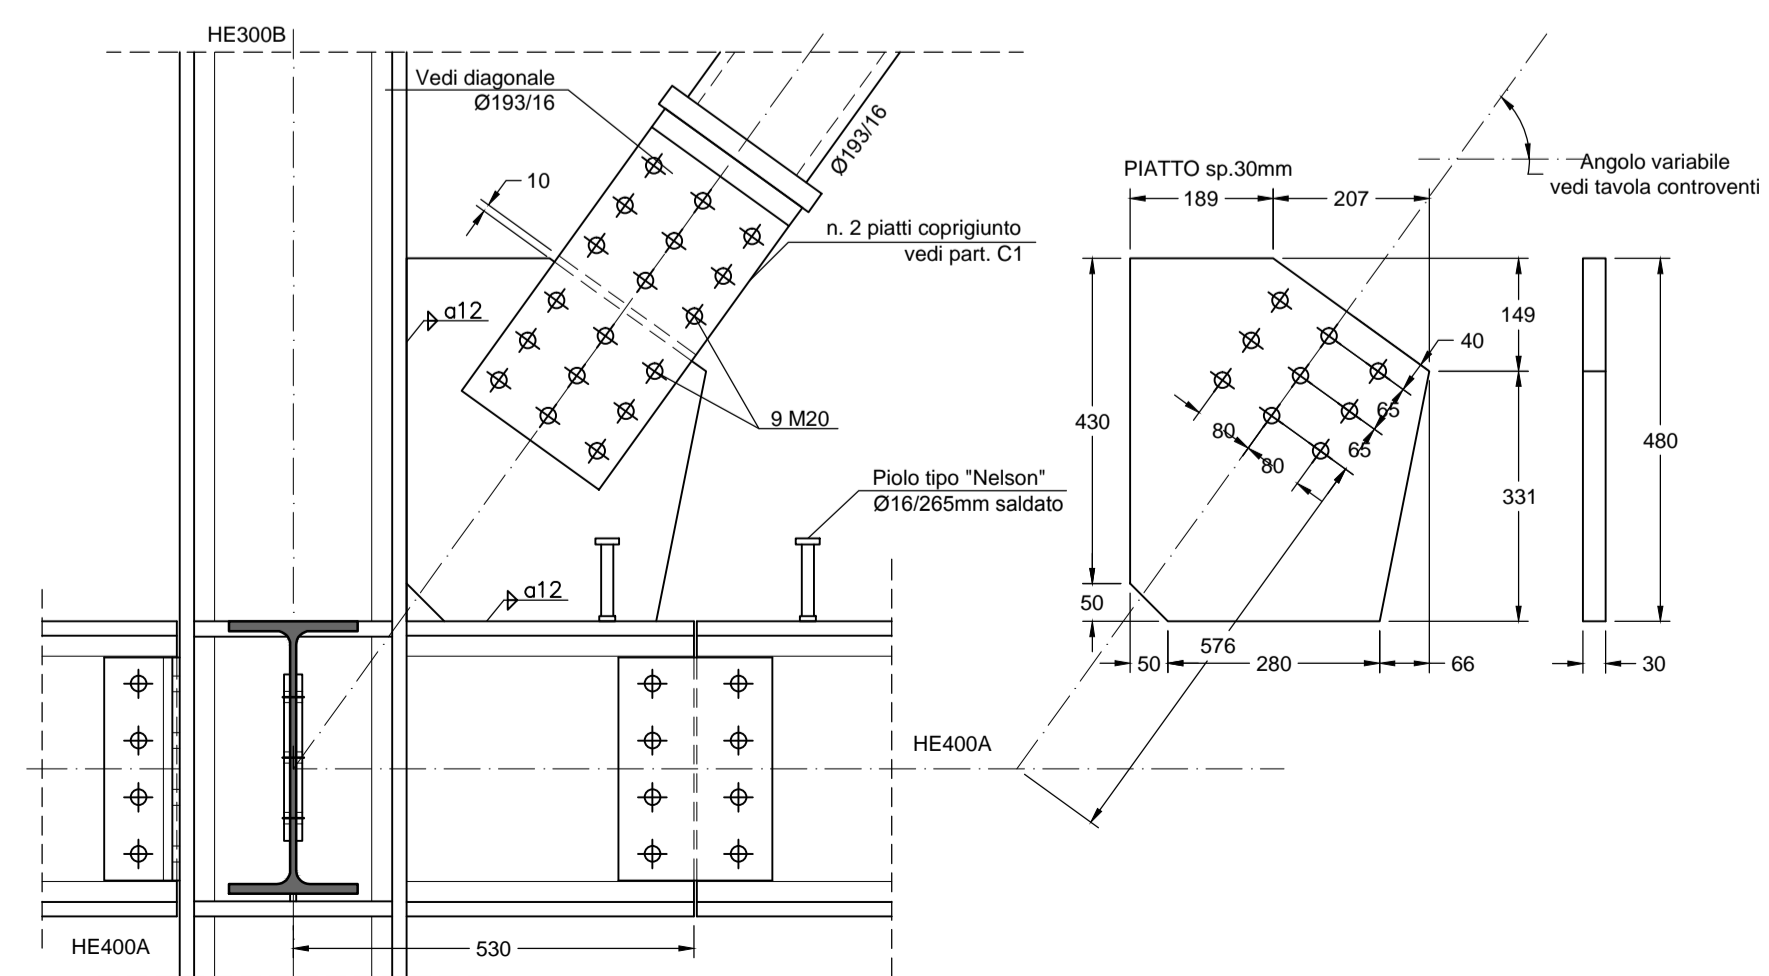 HE300B
Vedi diagonale
Ø193/16
Ø193/16
10
n. 2 piatti coprigiunto
vedi part. C1
a12
9 M20
Piolo tipo "Nelson"
Ø16/265mm saldato
a12
HE400A
HE400A
530
PIATTO sp.30mm
189
207
Angolo variabile
vedi tavola controventi
149
40
430
65
80
65
80
480
331
50
576
50
280
66
30